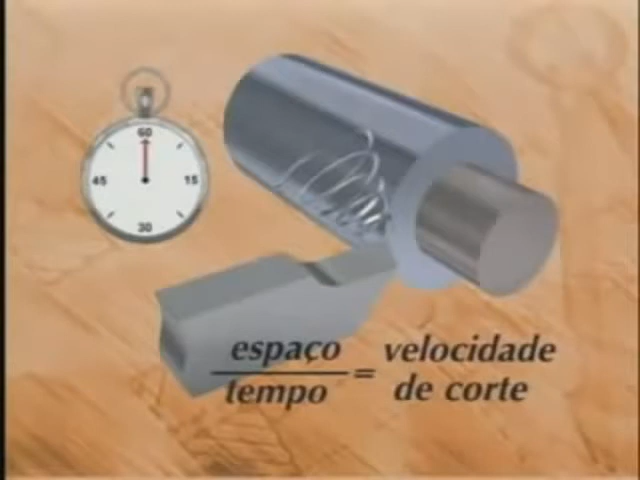 60
45
15
30
espaço
tempo
=
velocidade
de corte